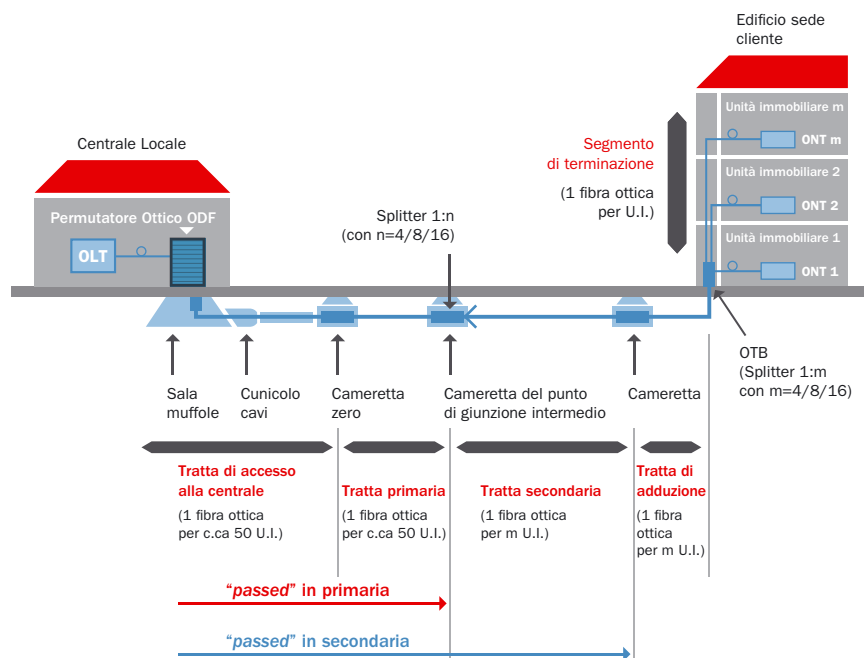 Edificio sede
cliente
Unità immobiliare m
ONT m
Unità immobiliare 2
ONT 2
Unità immobiliare 1
ONT 1
Segmento
di terminazione
(1 fibra ottica
per U.I.)
Centrale Locale
Permutatore Ottico ODF
OLT
Splitter 1:n
(con n=4/8/16)
OTB
(Splitter 1:m
con m=4/8/16)
Sala
muffole
Cunicolo
cavi
Cameretta
zero
Cameretta del punto
di giunzione intermedio
Cameretta
Tratta di accesso
alla centrale
(1 fibra ottica
per c.ca 50 U.I.)
Tratta primaria
(1 fibra ottica
per c.ca 50 U.I.)
Tratta secondaria
(1 fibra ottica
per m U.I.)
Tratta di
adduzione
(1 fibra
ottica
per m U.I.)
“passed” in primaria
“passed” in secondaria